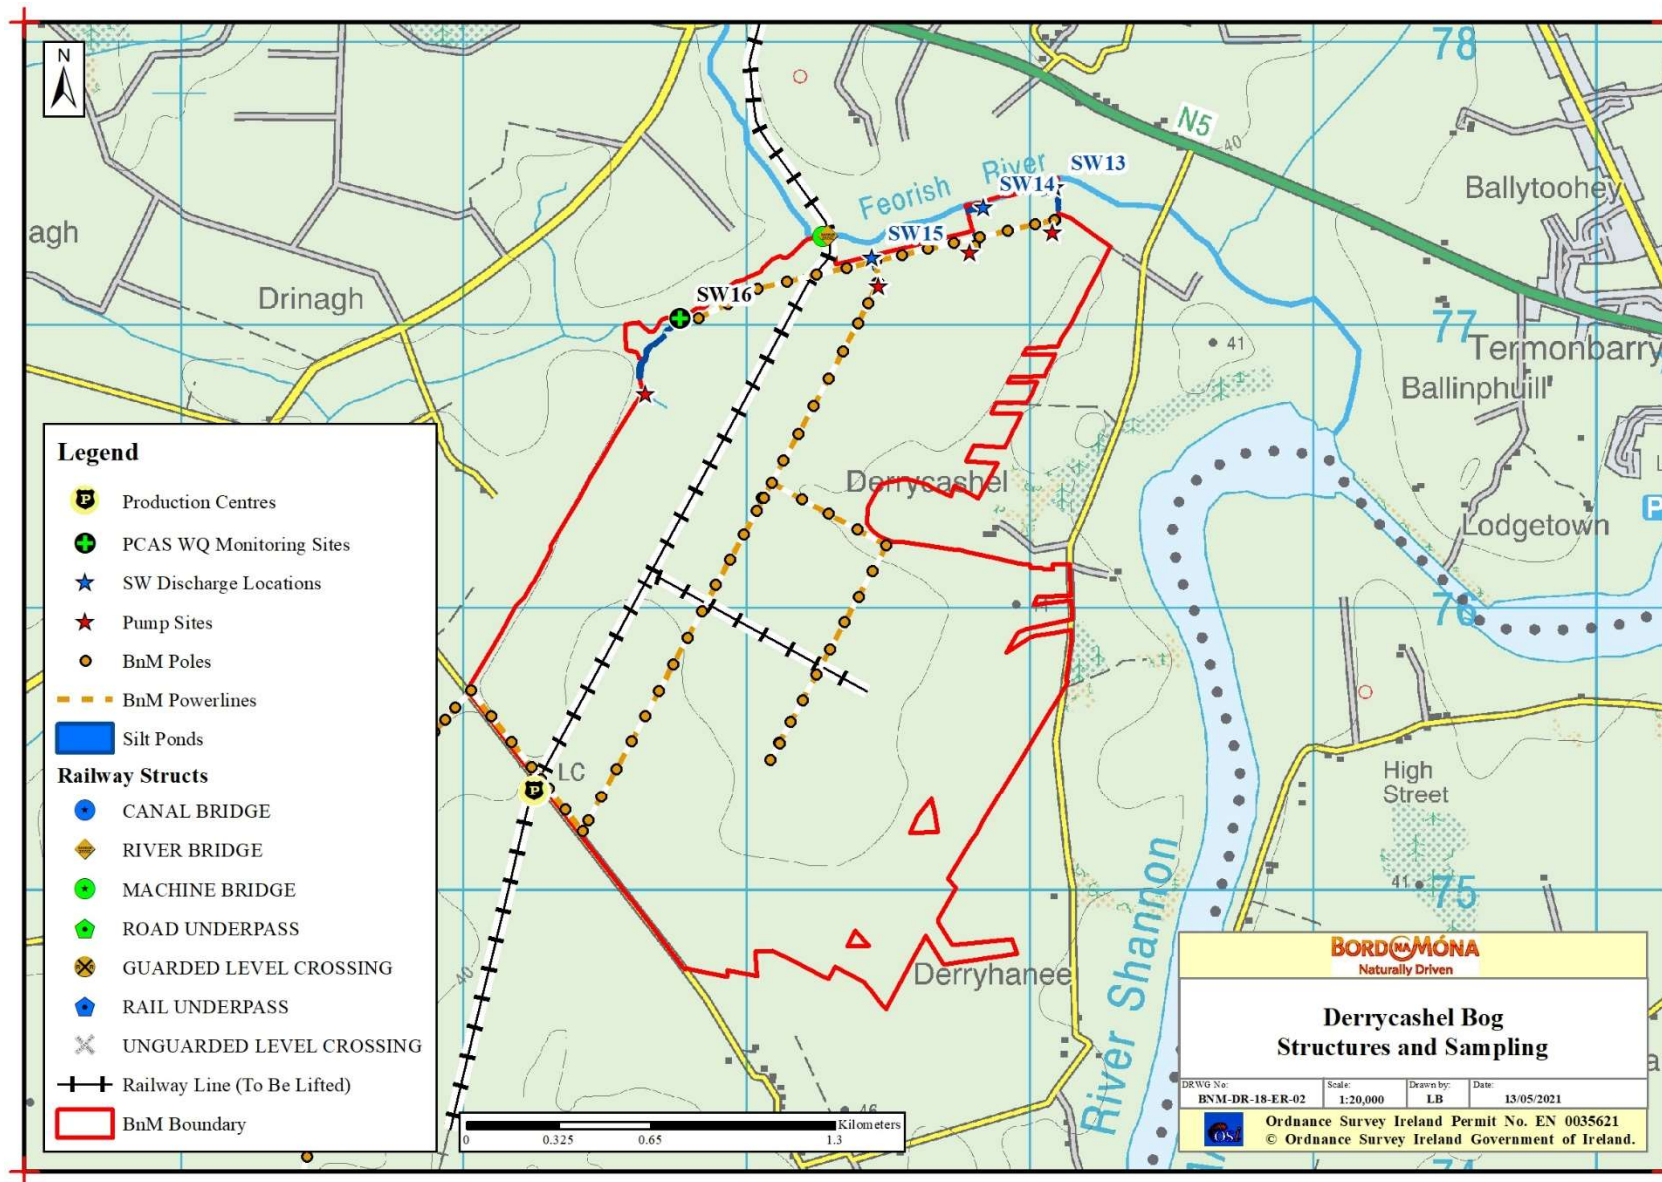 N
78
N5
40
Ballytoohey
agh
Feorish River
SW13
SW14
SW15
SW16
Drinagh
77
Termonbarry
41
Ballinphuill
Derrycashel
Lodgetown
P
76
LC
P
High
Street
75
41
40
Derryhanee
River Shannon
46
74
Legend
P
Production Centres
PCAS WQ Monitoring Sites
SW Discharge Locations
Pump Sites
BnM Poles
BnM Powerlines
Silt Ponds
Railway Structs
CANAL BRIDGE
RIVER BRIDGE
MACHINE BRIDGE
ROAD UNDERPASS
GUARDED LEVEL CROSSING
RAIL UNDERPASS
UNGUARDED LEVEL CROSSING
Railway Line (To Be Lifted)
BnM Boundary
Kilometers
0 0.325 0.65 1.3
BORD NA MÓNA
Naturally Driven
Derrycashel Bog
Structures and Sampling
DRWG No: Scale: Drawn by: Date:
BNM-DR-18-ER-02 1:20,000 LB 13/05/2021
OSi
Ordnance Survey Ireland Permit No. EN 0035621
© Ordnance Survey Ireland Government of Ireland.